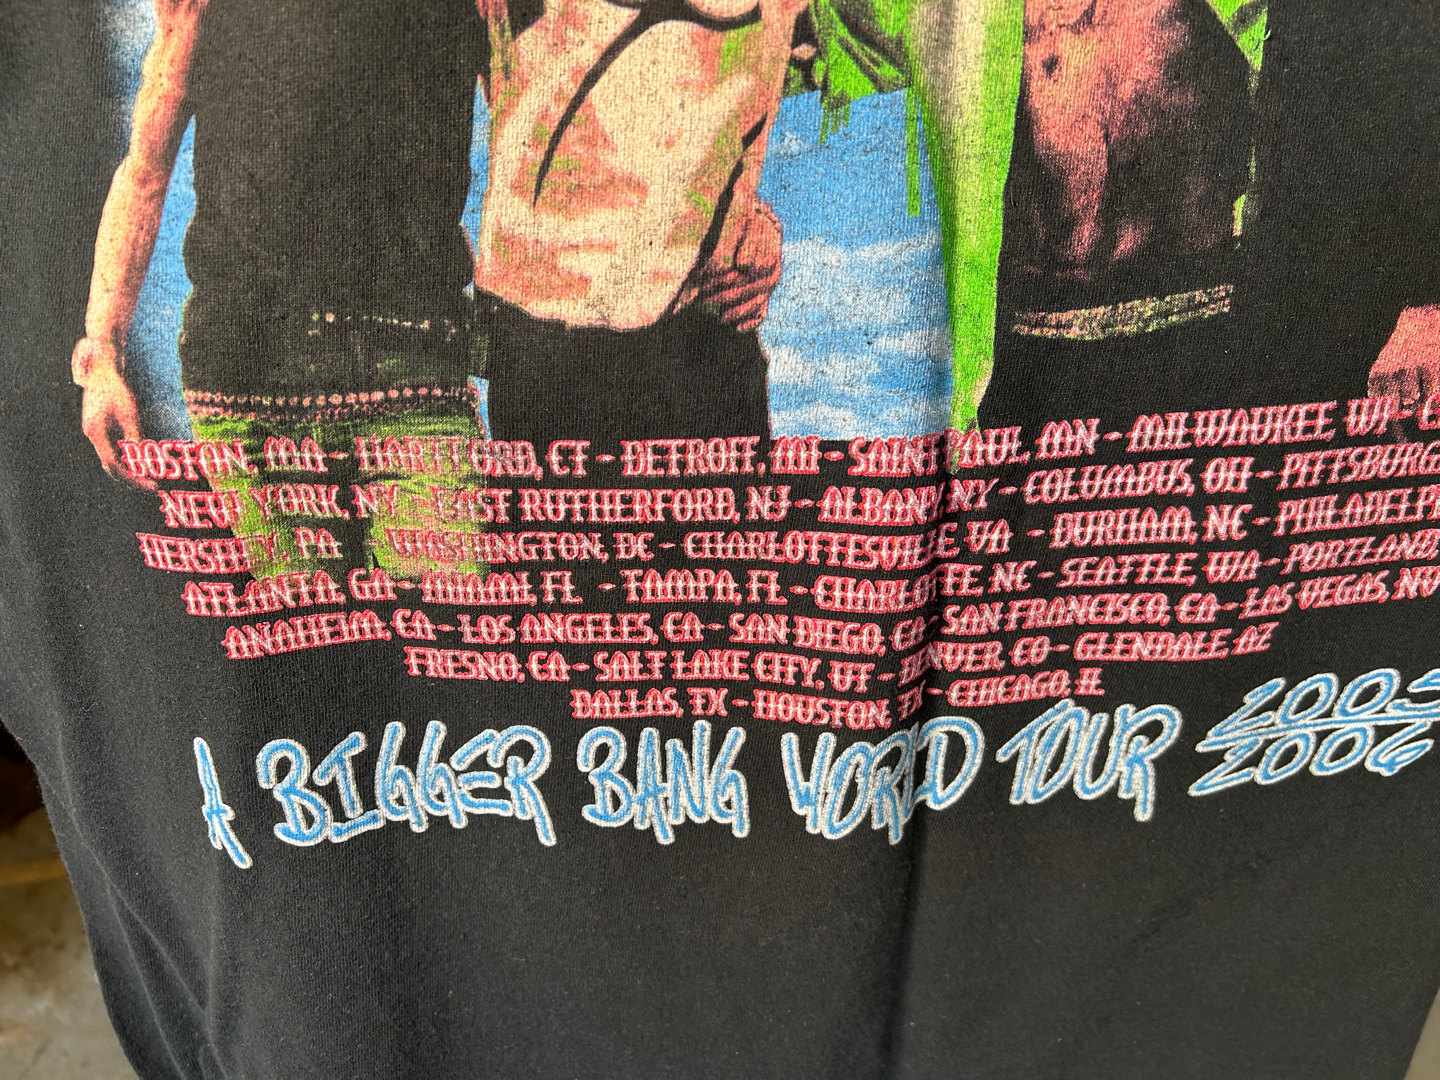 BOSTON, MA - HARTFORD, CT - DETROIT, MI - SAINT PAUL, MN - MILWAUKEE, WI -
NEW YORK, NY - EAST RUTHERFORD, NJ - ALBANY, NY - COLUMBUS, OH - PITTSBURG
HERSHEY, PA - WASHINGTON, DC - CHARLOTTESVILLE VA - DURHAM, NC - PHILADELP
ATLANTA, GA - MIAMI, FL - TAMPA, FL - CHARLOTTE, NC - SEATTLE, WA - PORTLAND
ANAHEIM, CA - LOS ANGELES, CA - SAN DIEGO, CA - SAN FRANCISCO, CA - LAS VEGAS, NV
FRESNO, CA - SALT LAKE CITY, UT - DENVER, CO - GLENDALE, AZ
DALLAS, TX - HOUSTON, TX - CHICAGO, IL
A BIGGER BANG WORLD TOUR 2005
2006